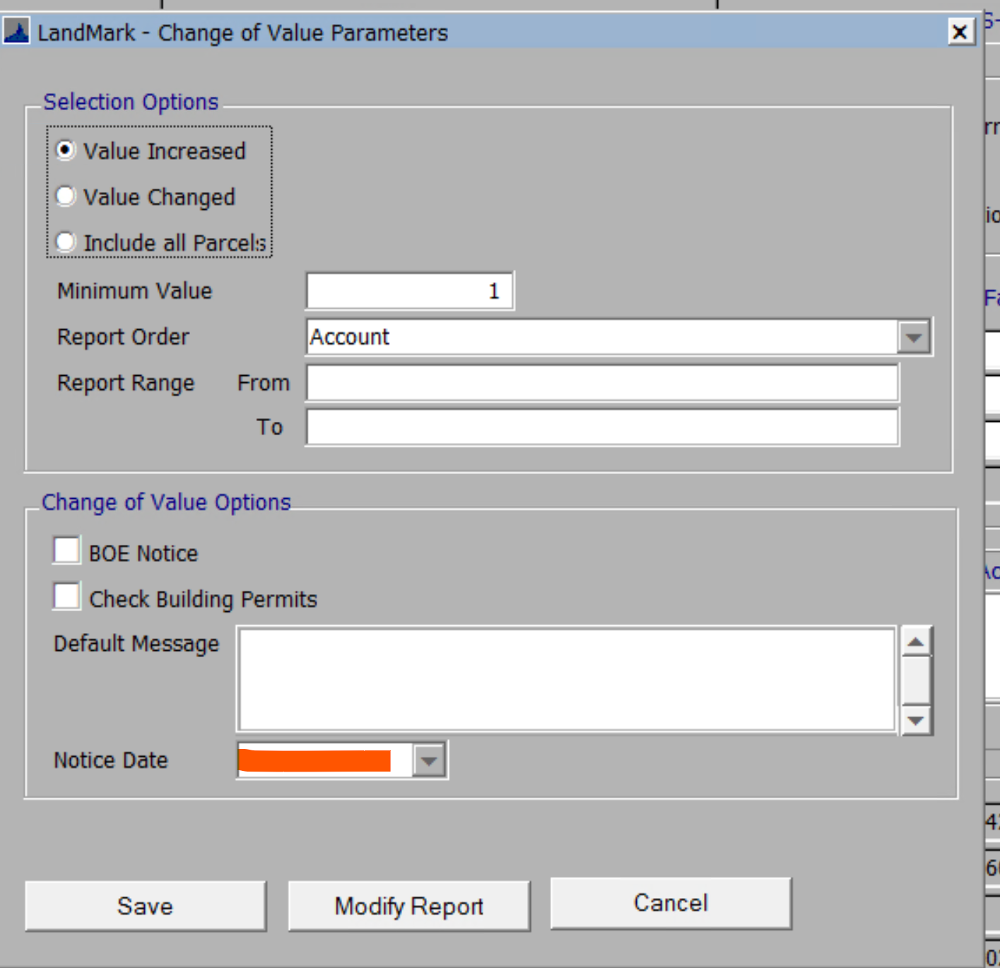 LandMark - Change of Value Parameters
Selection Options
Value Increased
Value Changed
Include all Parcels
Minimum Value 1
Report Order Account
Report Range From
To
Change of Value Options
BOE Notice
Check Building Permits
Default Message
Notice Date
Save Modify Report Cancel